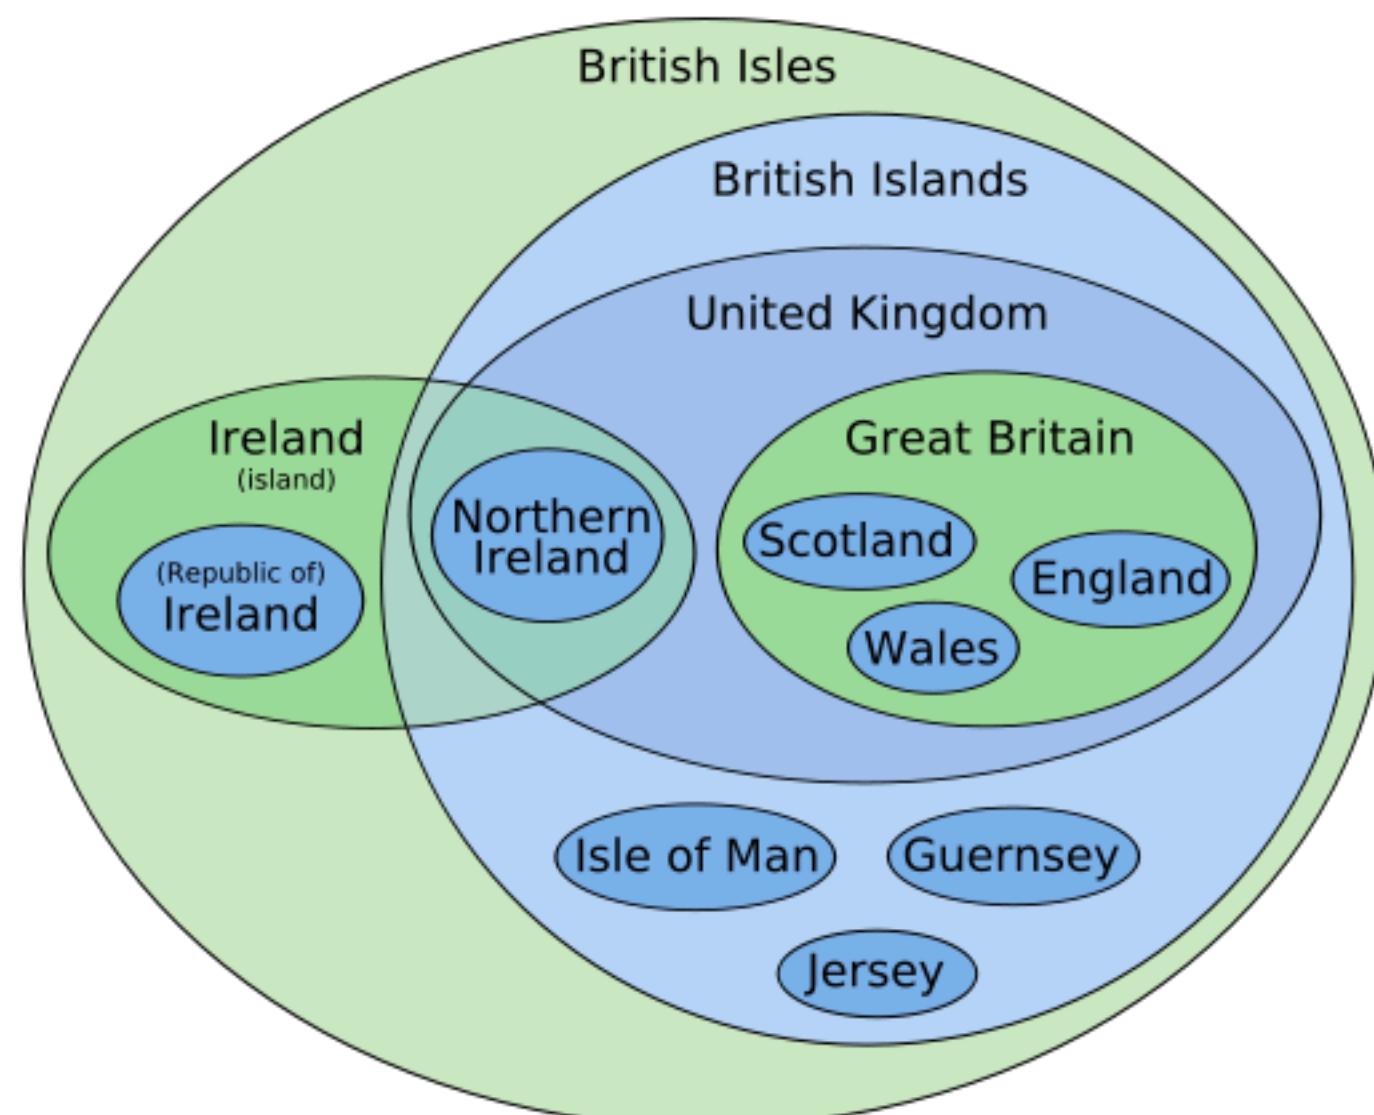 British Isles
British Islands
United Kingdom
Ireland
(island)
(Republic of)
Ireland
Northern
Ireland
Great Britain
Scotland
England
Wales
Isle of Man
Guernsey
Jersey